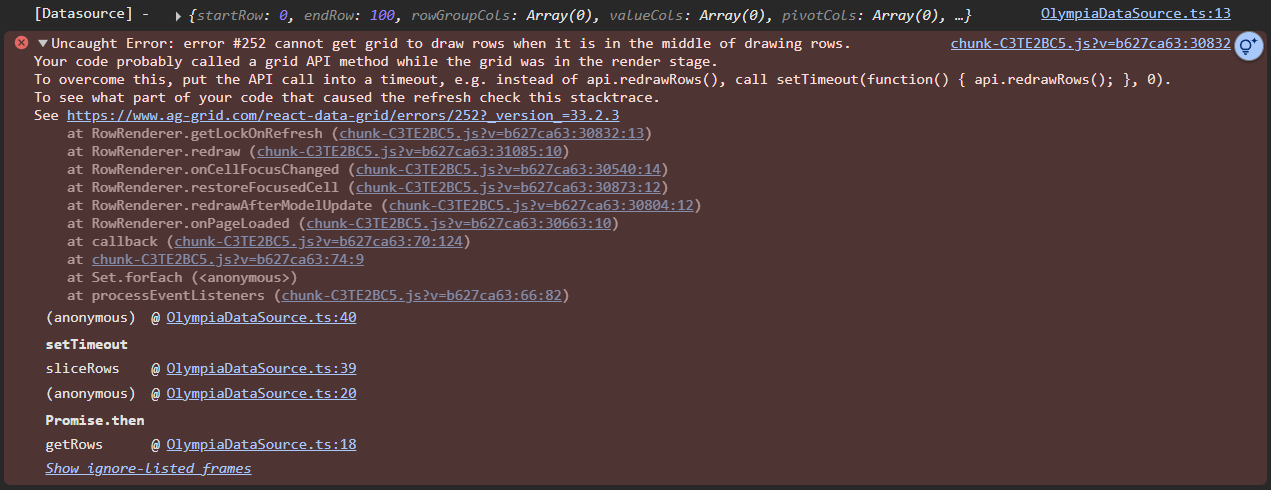 [Datasource] - ▶ {startRow: 0, endRow: 100, rowGroupCols: Array(0), valueCols: Array(0), pivotCols: Array(0), …} OlympiaDataSource.ts:13
▼Uncaught Error: error #252 cannot get grid to draw rows when it is in the middle of drawing rows. chunk-C3TE2BC5.js?v=b627ca63:30832
Your code probably called a grid API method while the grid was in the render stage.
To overcome this, put the API call into a timeout, e.g. instead of api.redrawRows(), call setTimeout(function() { api.redrawRows(); }, 0).
To see what part of your code that caused the refresh check this stacktrace.
See https://www.ag-grid.com/react-data-grid/errors/252?_version_=33.2.3
at RowRenderer.getLockOnRefresh (chunk-C3TE2BC5.js?v=b627ca63:30832:13)
at RowRenderer.redraw (chunk-C3TE2BC5.js?v=b627ca63:31085:10)
at RowRenderer.onCellFocusChanged (chunk-C3TE2BC5.js?v=b627ca63:30540:14)
at RowRenderer.restoreFocusedCell (chunk-C3TE2BC5.js?v=b627ca63:30873:12)
at RowRenderer.redrawAfterModelUpdate (chunk-C3TE2BC5.js?v=b627ca63:30804:12)
at RowRenderer.onPageLoaded (chunk-C3TE2BC5.js?v=b627ca63:30663:10)
at callback (chunk-C3TE2BC5.js?v=b627ca63:70:124)
at chunk-C3TE2BC5.js?v=b627ca63:74:9
at Set.forEach (<anonymous>)
at processEventListeners (chunk-C3TE2BC5.js?v=b627ca63:66:82)
(anonymous) @ OlympiaDataSource.ts:40
setTimeout
sliceRows @ OlympiaDataSource.ts:39
(anonymous) @ OlympiaDataSource.ts:20
Promise.then
getRows @ OlympiaDataSource.ts:18
Show ignore-listed frames